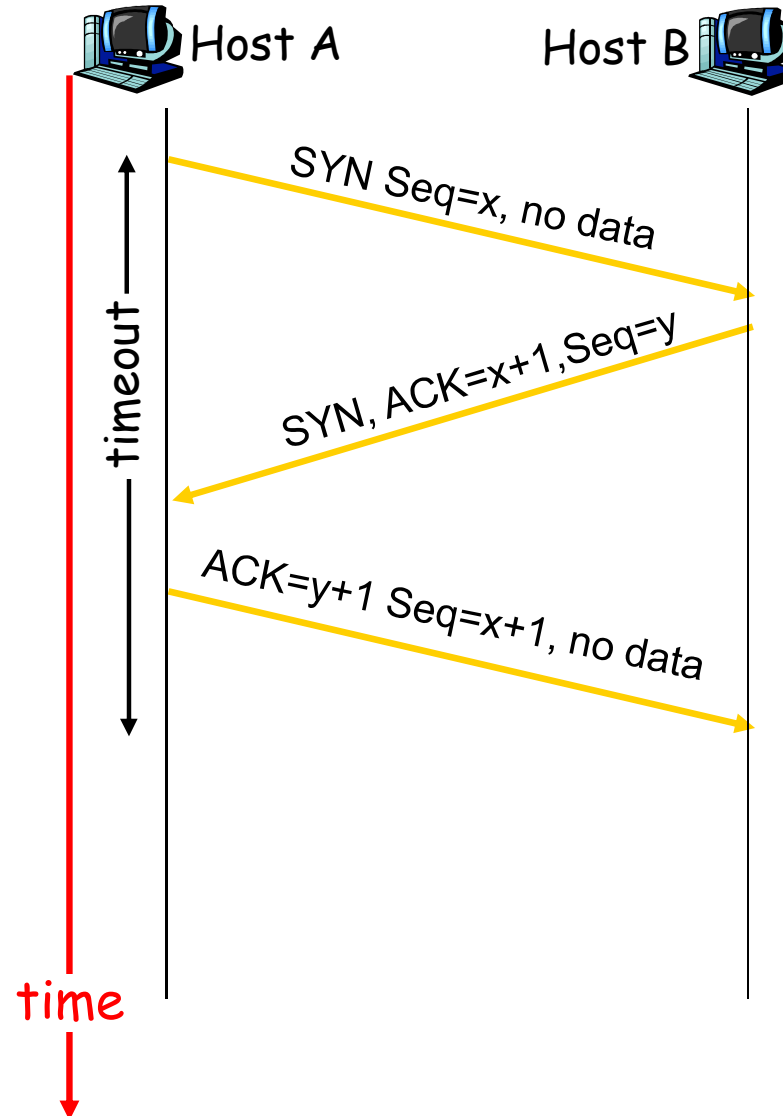 Host A
Host B
SYN Seq=x, no data
timeout
SYN, ACK=x+1,Seq=y
ACK=y+1 Seq=x+1, no data
time